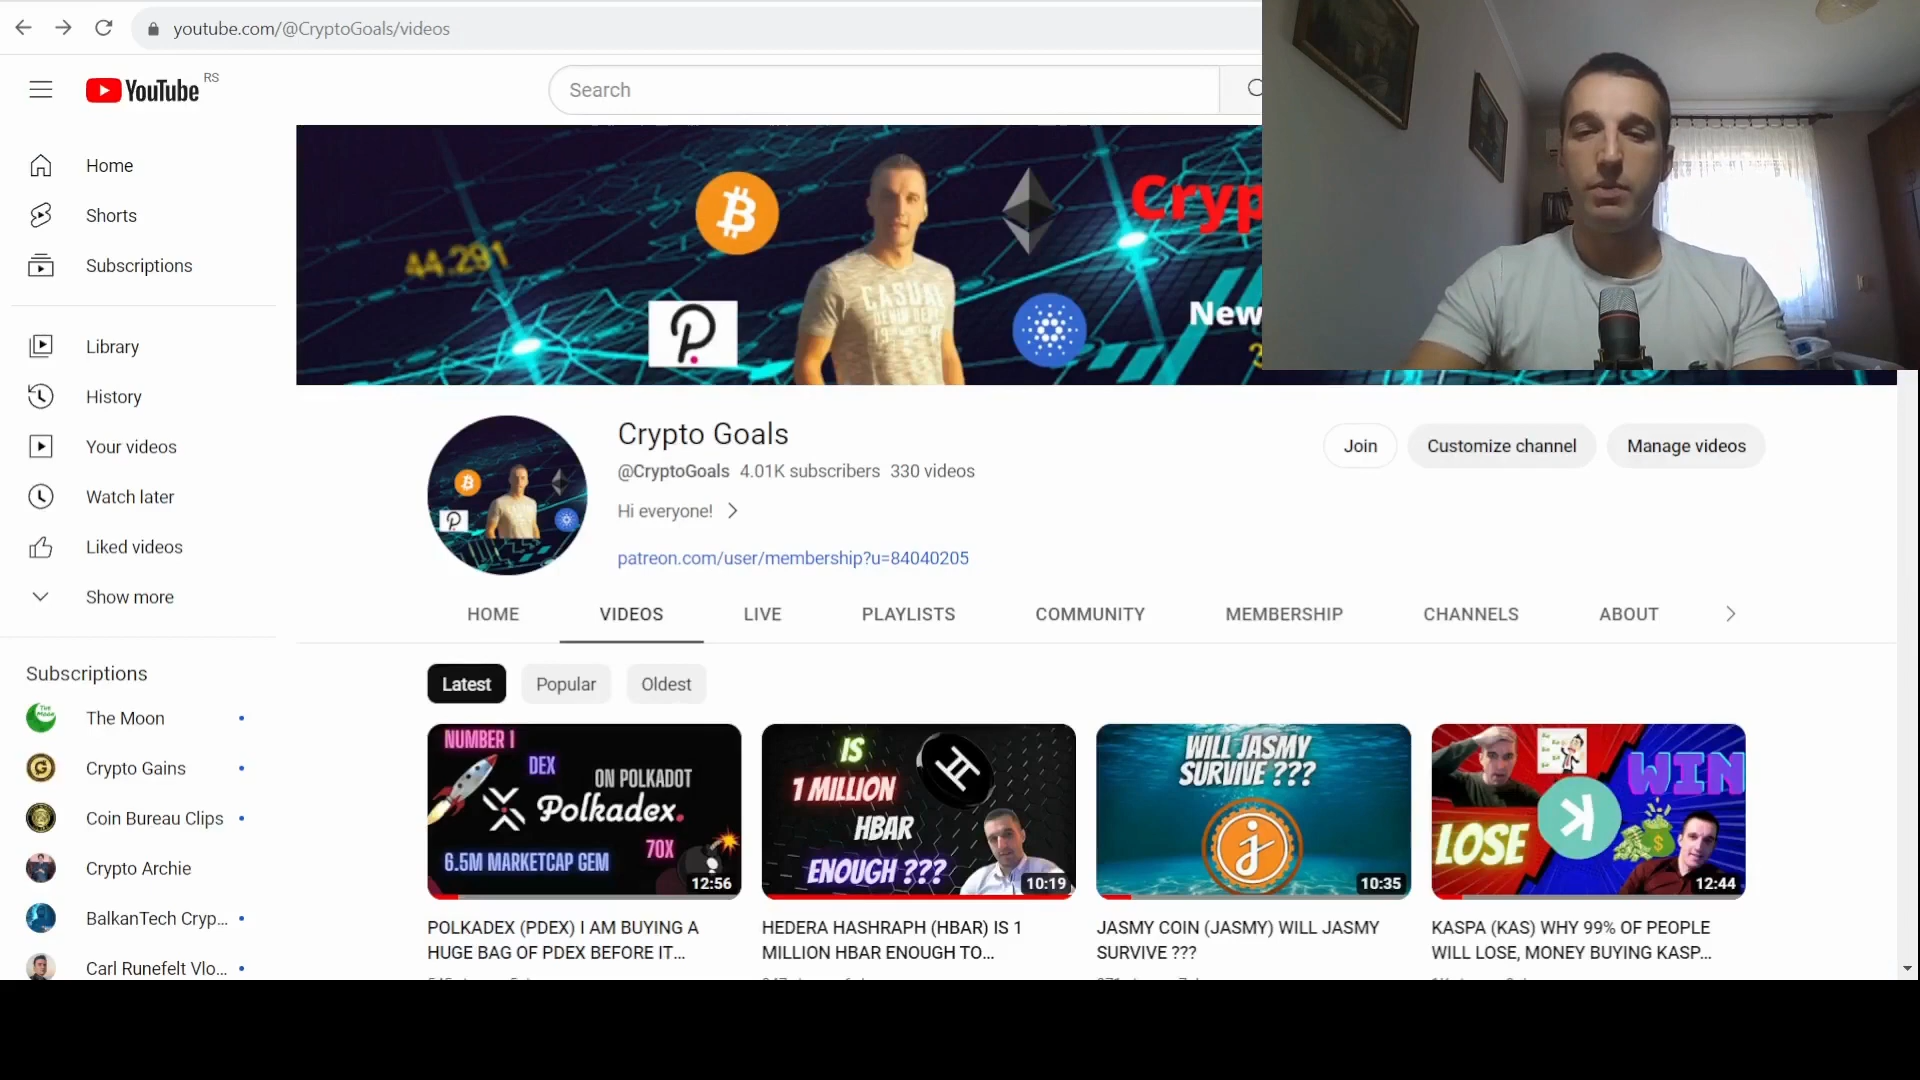 youtube.com/@CryptoGoals/videos
YouTube RS
Search
Home
Shorts
Subscriptions
Library
History
Your videos
Watch later
Liked videos
Show more
Subscriptions
The Moon
Crypto Gains
Coin Bureau Clips
Crypto Archie
BalkanTech Cryp...
Carl Runefelt Vlo...
44.291
CASUAL
Cryp
New
Crypto Goals
@CryptoGoals 4.01K subscribers 330 videos
Hi everyone!
patreon.com/user/membership?u=84040205
Join
Customize channel
Manage videos
HOME
VIDEOS
LIVE
PLAYLISTS
COMMUNITY
MEMBERSHIP
CHANNELS
ABOUT
Latest
Popular
Oldest
NUMBER 1
DEX
ON POLKADOT
Polkadex.
70X
6.5M MARKETCAP GEM
12:56
POLKADEX (PDEX) I AM BUYING A
HUGE BAG OF PDEX BEFORE IT...
IS
1 MILLION
HBAR
ENOUGH ???
10:19
HEDERA HASHRAPH (HBAR) IS 1
MILLION HBAR ENOUGH TO...
WILL JASMY
SURVIVE ???
10:35
JASMY COIN (JASMY) WILL JASMY
SURVIVE ???
WIN
LOSE
12:44
KASPA (KAS) WHY 99% OF PEOPLE
WILL LOSE, MONEY BUYING KASP...